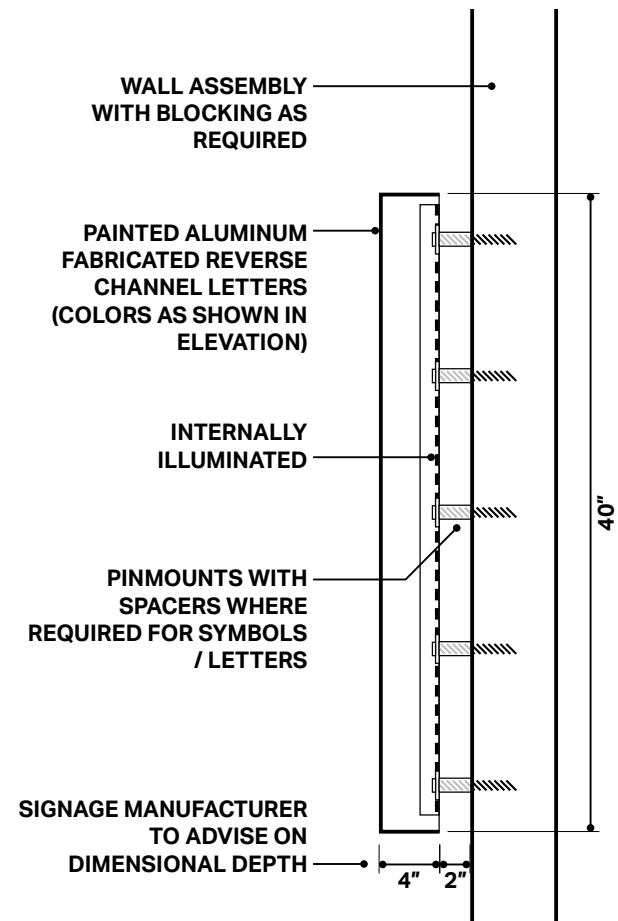 WALL ASSEMBLY
WITH BLOCKING AS
REQUIRED
PAINTED ALUMINUM
FABRICATED REVERSE
CHANNEL LETTERS
(COLORS AS SHOWN IN
ELEVATION)
INTERNALLY
ILLUMINATED
40"
PINMOUNTS WITH
SPACERS WHERE
REQUIRED FOR SYMBOLS
/ LETTERS
SIGNAGE MANUFACTURER
TO ADVISE ON
DIMENSIONAL DEPTH
4" 2"